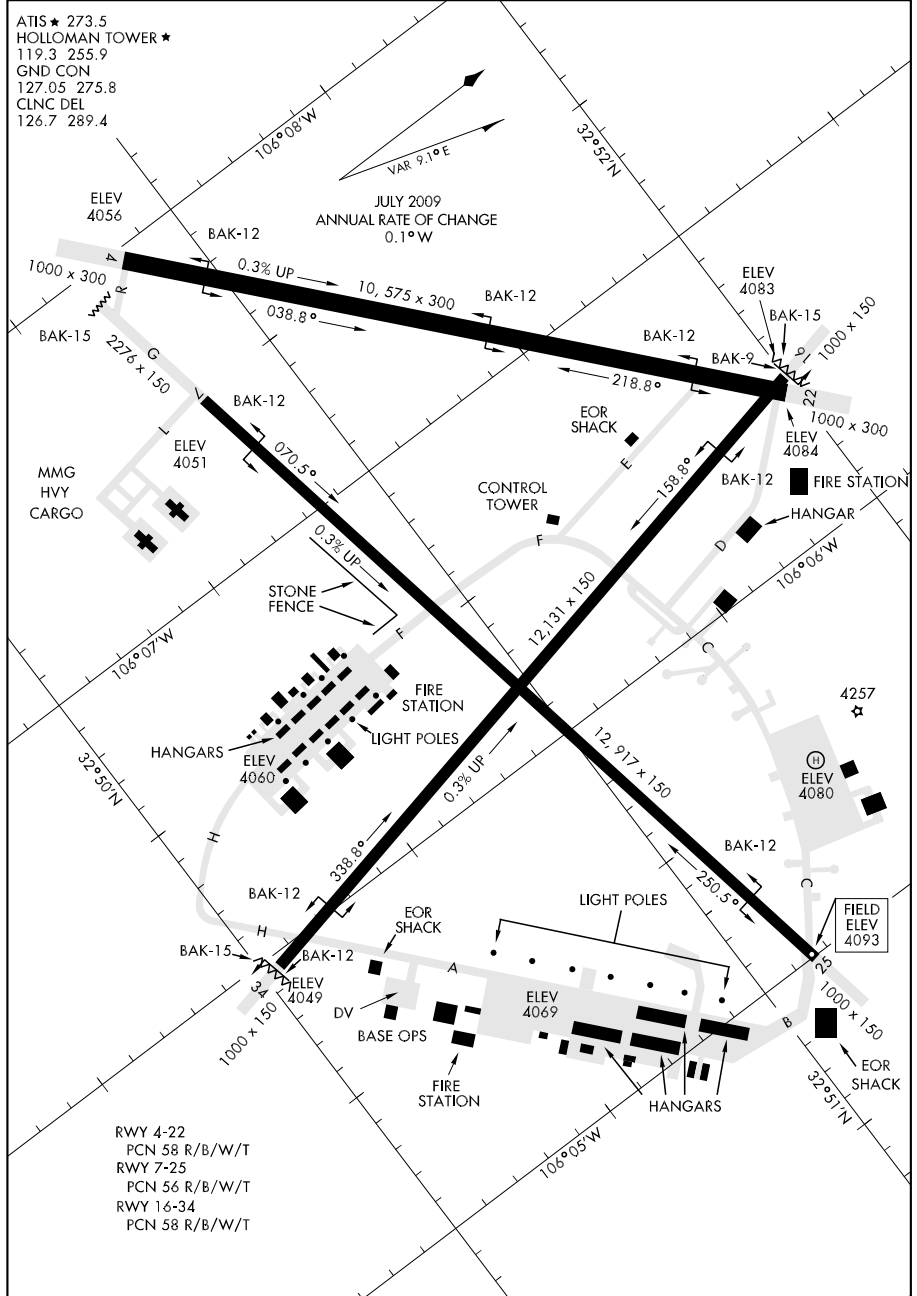 ATIS ★ 273.5
HOLLOMAN TOWER ★
119.3 255.9
GND CON
127.05 275.8
CLNC DEL
126.7 289.4
106°08'W
32°52'N
VAR 9.1° E
JULY 2009
ANNUAL RATE OF CHANGE
0.1° W
ELEV
4056
BAK-12
4
1000 x 300
0.3% UP
10, 575 x 300
038.8°
BAK-12
R
BAK-15
ELEV
4083
BAK-15
16
1000 x 150
BAK-12
BAK-9
218.8°
22
1000 x 300
ELEV
4084
G
2276 x 150
7
BAK-12
L
ELEV
4051
070.5°
EOR
SHACK
E
158.8°
BAK-12
FIRE STATION
HANGAR
MMG
HVY
CARGO
CONTROL
TOWER
F
D
106°06'W
0.3% UP
STONE
FENCE
F
12,131 x 150
C
106°07'W
FIRE
STATION
HANGARS
LIGHT POLES
ELEV
4060
4257
H
ELEV
4080
32°50'N
0.3% UP
12, 917 x 150
H
338.8°
BAK-12
250.5°
C
BAK-12
LIGHT POLES
FIELD
ELEV
4093
25
1000 x 150
H
EOR
SHACK
BAK-15
BAK-12
34
ELEV
4049
1000 x 150
A
DV
BASE OPS
ELEV
4069
B
EOR
SHACK
FIRE
STATION
HANGARS
32°51'N
106°05'W
RWY 4-22
PCN 58 R/B/W/T
RWY 7-25
PCN 56 R/B/W/T
RWY 16-34
PCN 58 R/B/W/T